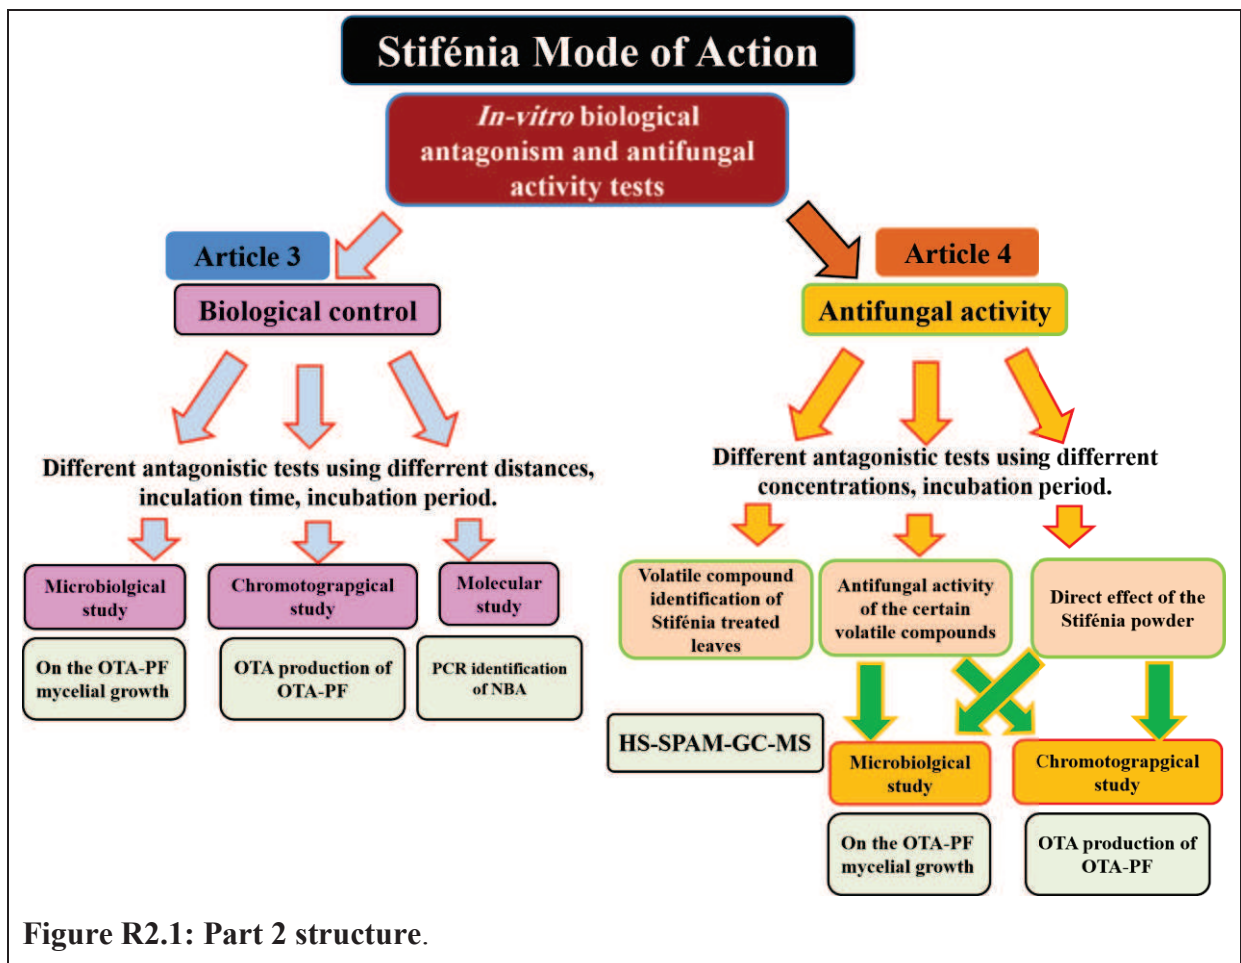 Stifénia Mode of Action
In-vitro biological
antagonism and antifungal
activity tests
Article 3
Article 4
Biological control
Antifungal activity
Different antagonistic tests using differrent distances,
inculation time, incubation period.
Different antagonistic tests using differrent
concentrations, incubation period.
Microbiolgical
study
Chromotograpgical
study
Molecular
study
On the OTA-PF
mycelial growth
OTA production of
OTA-PF
PCR identification
of NBA
Volatile compound
identification of
Stifénia treated
leaves
Antifungal activity
of the certain
volatile compounds
Direct effect of the
Stifénia powder
HS-SPAM-GC-MS
Microbiolgical
study
Chromotograpgical
study
On the OTA-PF
mycelial growth
OTA production of
OTA-PF
Figure R2.1: Part 2 structure.